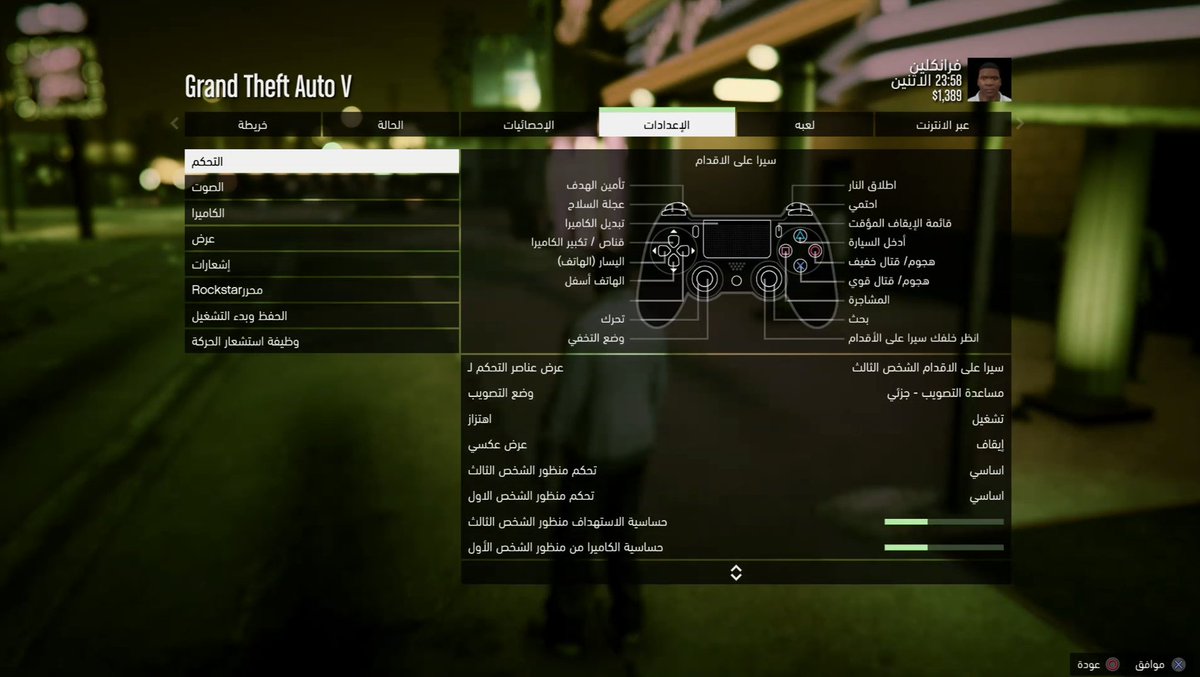 Grand Theft Auto V
فرانكلين
23:58 الاثنين
$1,389
خريطة
الحالة
الإحصائيات
الإعدادات
لعبه
عبر الانترنت
التحكم
الصوت
الكاميرا
عرض
إشعارات
محررRockstar
الحفظ وبدء التشغيل
وظيفة استشعار الحركة
سيرا على الاقدام
تأمين الهدف
عجلة السلاح
تبديل الكاميرا
قناص / تكبير الكاميرا
اليسار (الهاتف)
الهاتف أسفل
تحرك
وضع التخفي
اطلاق النار
احتمي
قائمة الإيقاف المؤقت
أدخل السيارة
هجوم/ قتال خفيف
هجوم/ قتال قوي
المشاجرة
بحث
انظر خلفك سيرا على الأقدام
عرض عناصر التحكم لـ
سيرا على الاقدام الشخص الثالث
وضع التصويب
مساعدة التصويب - جزئي
اهتزاز
تشغيل
عرض عكسي
إيقاف
تحكم منظور الشخص الثالث
اساسي
تحكم منظور الشخص الاول
اساسي
حساسية الاستهداف منظور الشخص الثالث
حساسية الكاميرا من منظور الشخص الأول
عودة
موافق